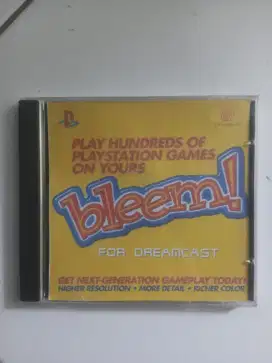 PLAY HUNDREDS OF
PLAYSTATION GAMES
ON YOURS
bleem!
FOR DREAMCAST
GET NEXT-GENERATION GAMEPLAY TODAY!
HIGHER RESOLUTION • MORE DETAIL • RICHER COLOR